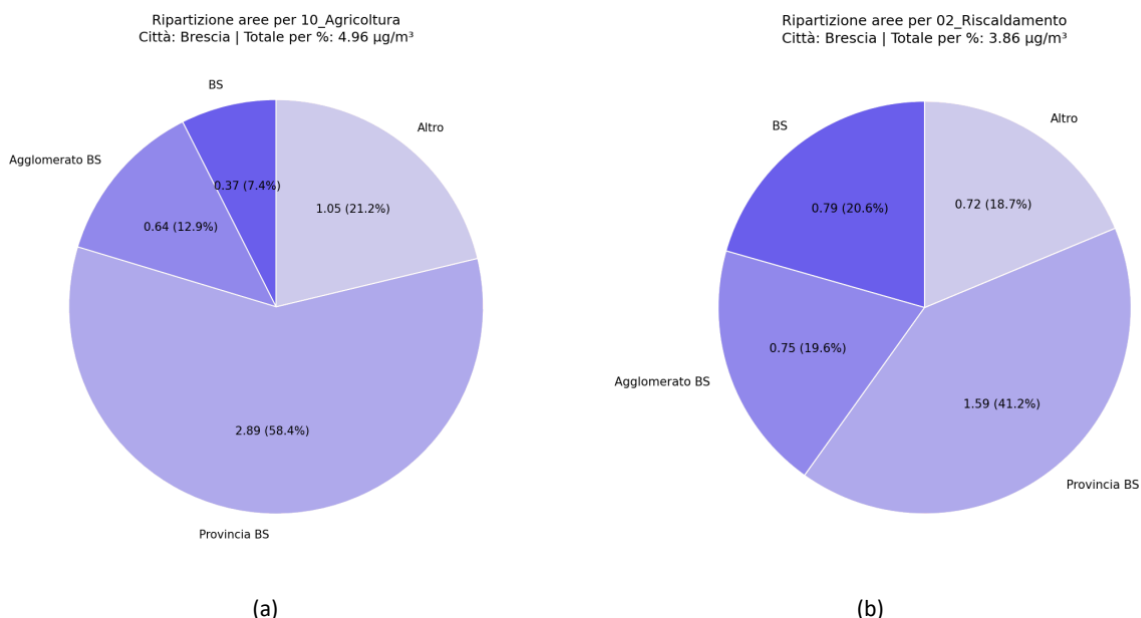 Ripartizione aree per 10_Agricoltura
Città: Brescia | Totale per %: 4.96 µg/m³
BS
Altro
Agglomerato BS
0.37 (7.4%)
1.05 (21.2%)
0.64 (12.9%)
2.89 (58.4%)
Provincia BS
(a)
Ripartizione aree per 02_Riscaldamento
Città: Brescia | Totale per %: 3.86 µg/m³
BS
Altro
0.79 (20.6%)
0.72 (18.7%)
0.75 (19.6%)
Agglomerato BS
1.59 (41.2%)
Provincia BS
(b)